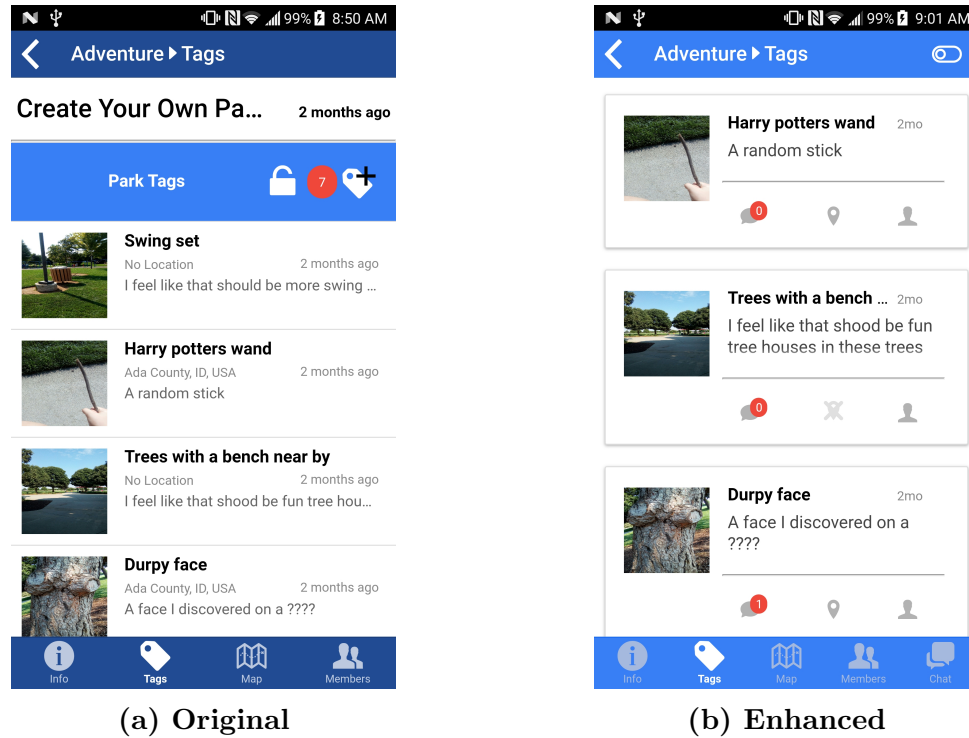 99% 8:50 AM
Adventure Tags
Create Your Own Pa... 2 months ago
Park Tags 7
Swing set
No Location 2 months ago
I feel like that should be more swing ...
Harry potters wand
Ada County, ID, USA 2 months ago
A random stick
Trees with a bench near by
No Location 2 months ago
I feel like that shood be fun tree hou...
Durpy face
Ada County, ID, USA 2 months ago
A face I discovered on a ????
Info Tags Map Members
(a) Original
99% 9:01 AM
Adventure Tags
Harry potters wand 2mo
A random stick
0
Trees with a bench ... 2mo
I feel like that shood be fun
tree houses in these trees
0
Durpy face 2mo
A face I discovered on a
????
1
Info Tags Map Members Chat
(b) Enhanced